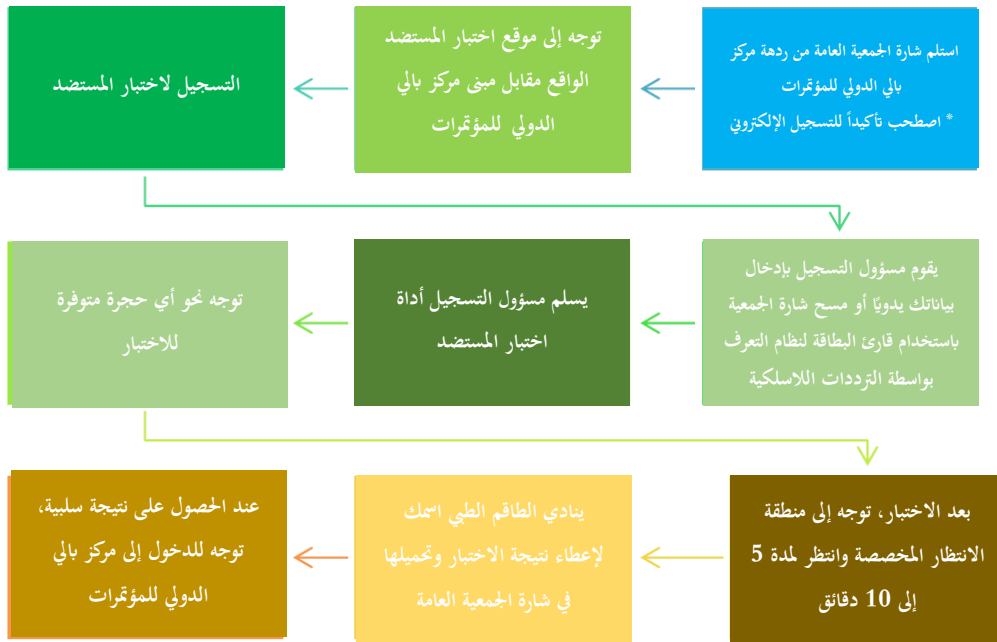 استلم شارة الجمعية العامة من ردهة مركز
بالي الدولي للمؤتمرات
* اصطحب تأكيداً للتسجيل الإلكتروني
توجه إلى موقع اختبار المستضد
الواقع مقابل مبنى مركز بالي
الدولي للمؤتمرات
التسجيل لاختبار المستضد
يقوم مسؤول التسجيل بإدخال
بياناتك يدويًا أو مسح شارة الجمعية
باستخدام قارئ البطاقة لنظام التعرف
بواسطة الترددات اللاسلكية
يسلم مسؤول التسجيل أداة
اختبار المستضد
توجه نحو أي حجرة متوفرة
للاختبار
بعد الاختبار، توجه إلى منطقة
الانتظار المخصصة وانتظر لمدة 5
إلى 10 دقائق
ينادي الطاقم الطبي اسمك
لإعطاء نتيجة الاختبار وتحميلها
في شارة الجمعية العامة
عند الحصول على نتيجة سلبية،
توجه للدخول إلى مركز بالي
الدولي للمؤتمرات